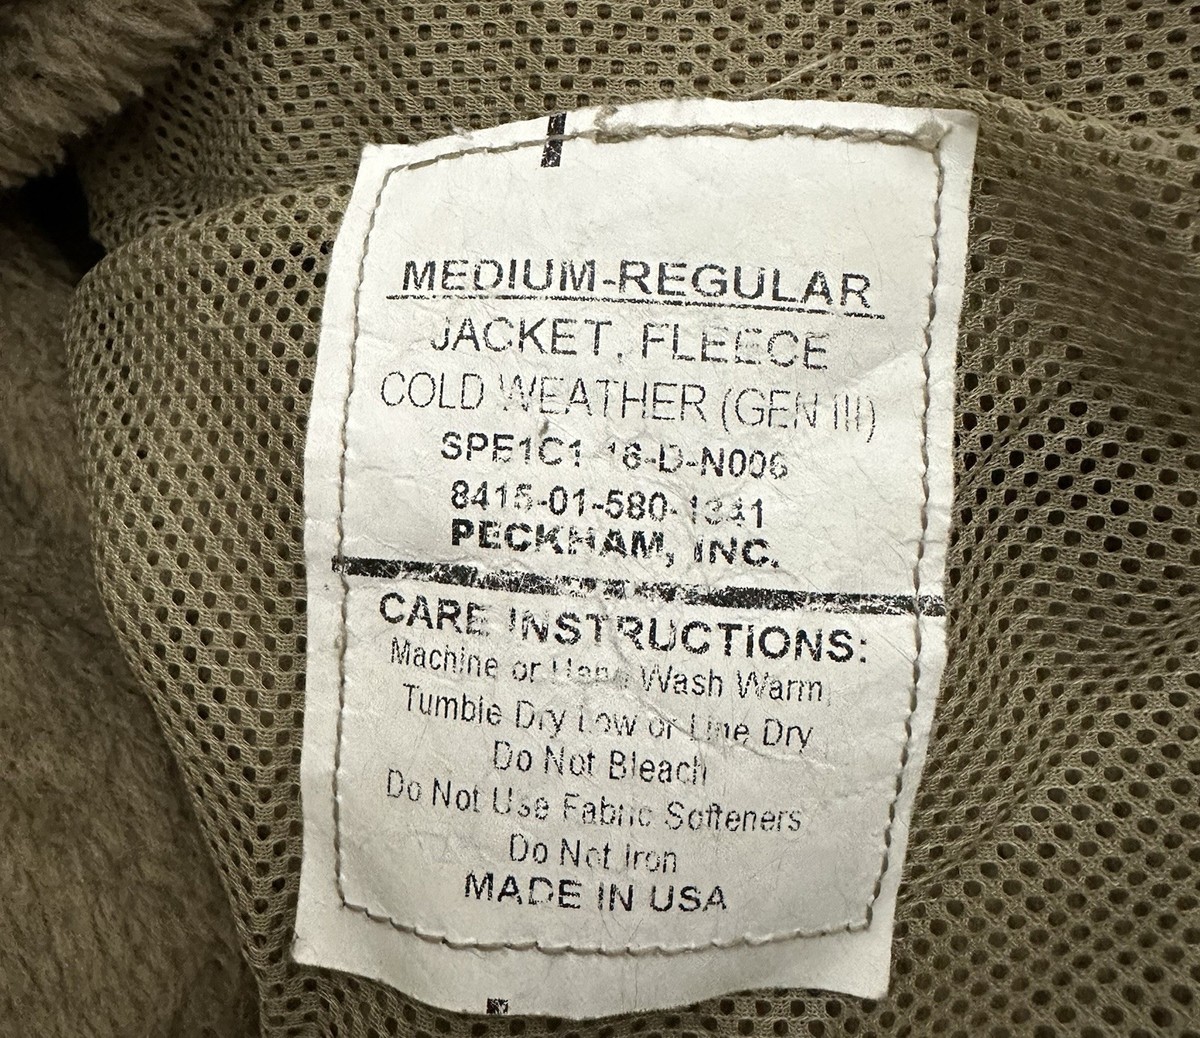 MEDIUM-REGULAR
JACKET, FLEECE
COLD WEATHER (GEN III)
SPE1C1-18-D-N006
8415-01-580-1341
PECKHAM, INC.
CARE INSTRUCTIONS:
Machine or Hand Wash Warm,
Tumble Dry Low or Line Dry
Do Not Bleach
Do Not Use Fabric Softeners
Do Not Iron
MADE IN USA